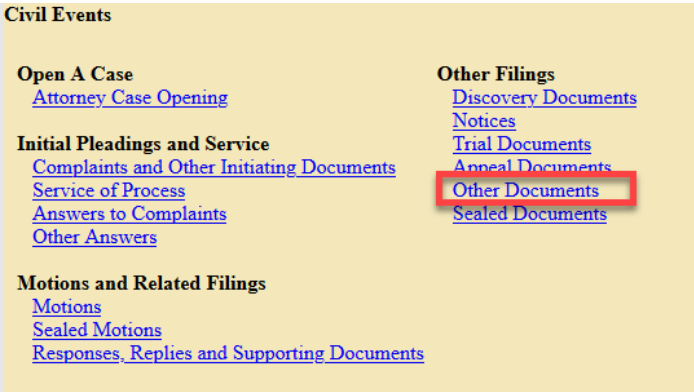 Civil Events
Open A Case
Attorney Case Opening
Initial Pleadings and Service
Complaints and Other Initiating Documents
Service of Process
Answers to Complaints
Other Answers
Motions and Related Filings
Motions
Sealed Motions
Responses, Replies and Supporting Documents
Other Filings
Discovery Documents
Notices
Trial Documents
Appeal Documents
Other Documents
Sealed Documents